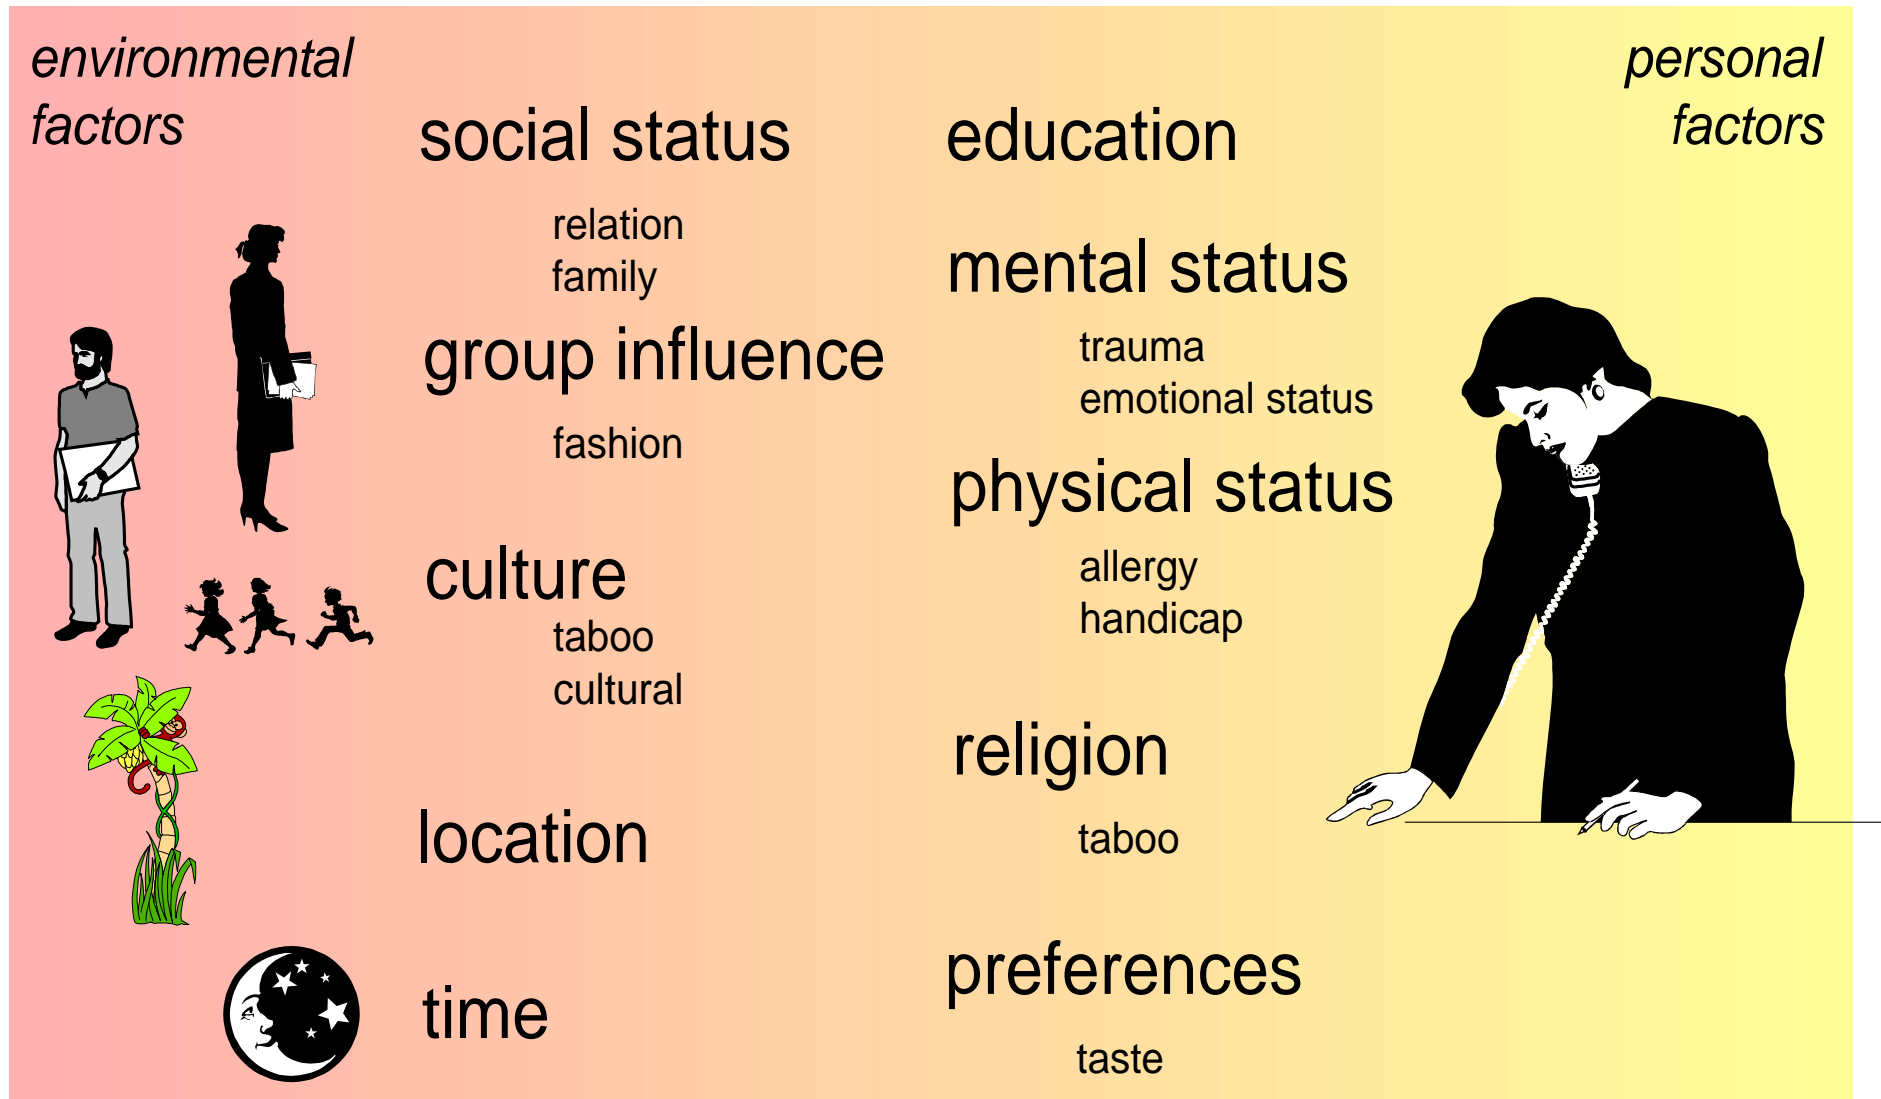 environmental
factors
social status
relation
family
group influence
fashion
culture
taboo
cultural
location
time
personal
factors
education
mental status
trauma
emotional status
physical status
allergy
handicap
religion
taboo
preferences
taste